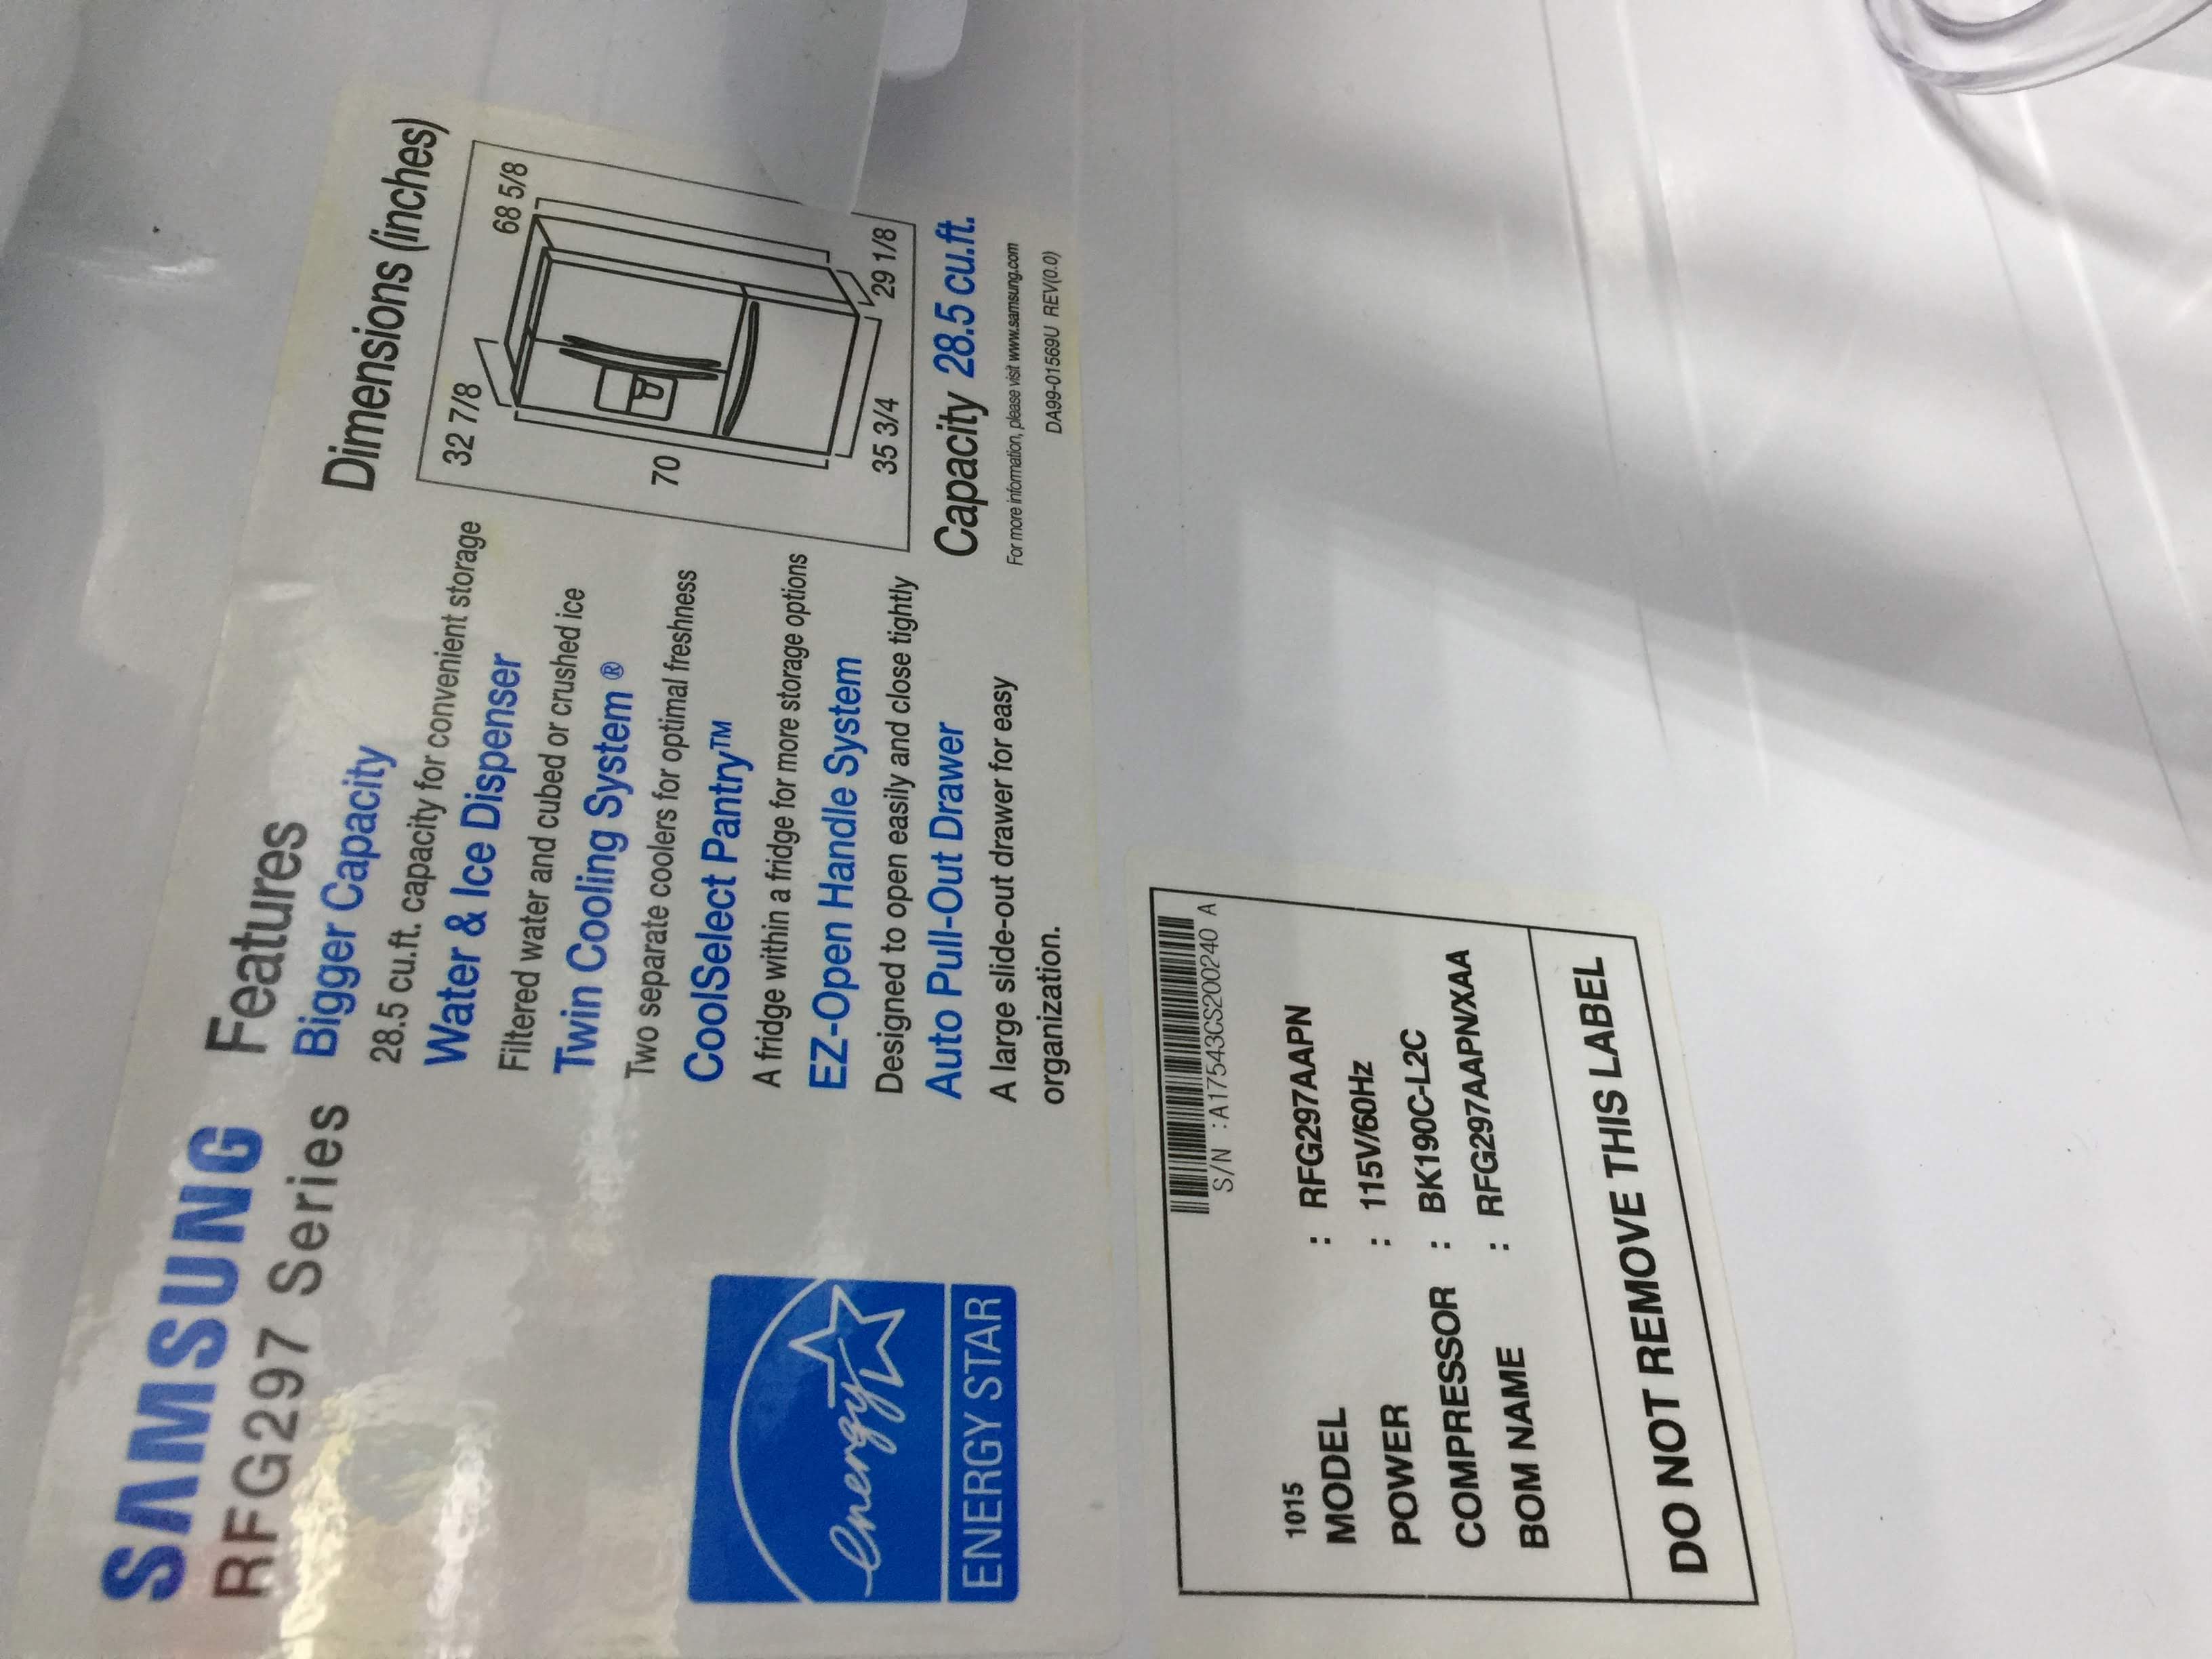 SAMSUNG
RFG297 Series
ENERGY STAR
energy
ENERGY STAR
Features
Bigger Capacity
28.5 cu.ft. capacity for convenient storage
Water & Ice Dispenser
Filtered water and cubed or crushed ice
Twin Cooling System ®
Two separate coolers for optimal freshness
CoolSelect Pantry™
A fridge within a fridge for more storage options
EZ-Open Handle System
Designed to open easily and close tightly
Auto Pull-Out Drawer
A large slide-out drawer for easy
organization.
Dimensions (inches)
32 7/8
68 5/8
70
35 3/4
29 1/8
Capacity 28.5 cu.ft.
For more information, please visit www.samsung.com
DA99-01569U REV(0.0)
S/N :A17543CS200240 A
1015
MODEL : RFG297AAPN
POWER : 115V/60Hz
COMPRESSOR : BK190C-L2C
BOM NAME : RFG297AAPN/XAA
DO NOT REMOVE THIS LABEL